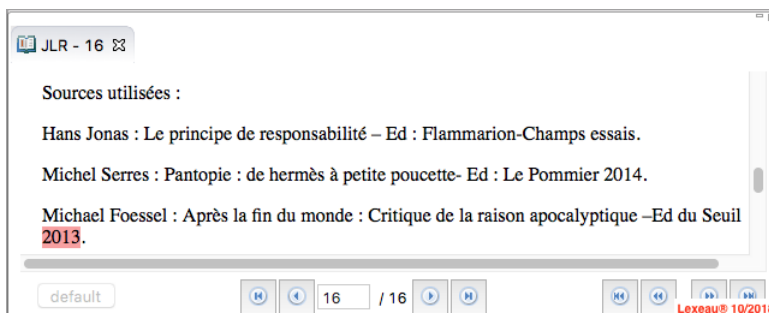 JLR - 16
Sources utilisées :
Hans Jonas : Le principe de responsabilité – Ed : Flammarion-Champs essais.
Michel Serres : Pantopie : de hermès à petite poucette- Ed : Le Pommier 2014.
Michael Foessel : Après la fin du monde : Critique de la raison apocalyptique –Ed du Seuil
2013.
default 16 / 16
Lexeau® 10/2018